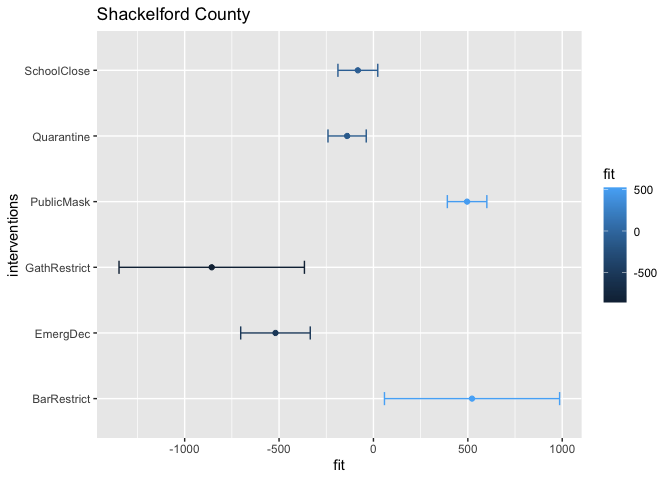 Shackelford County
interventions
SchoolClose
Quarantine
PublicMask
GathRestrict
EmergDec
BarRestrict
-1000 -500 0 500 1000
fit
fit
500
0
-500